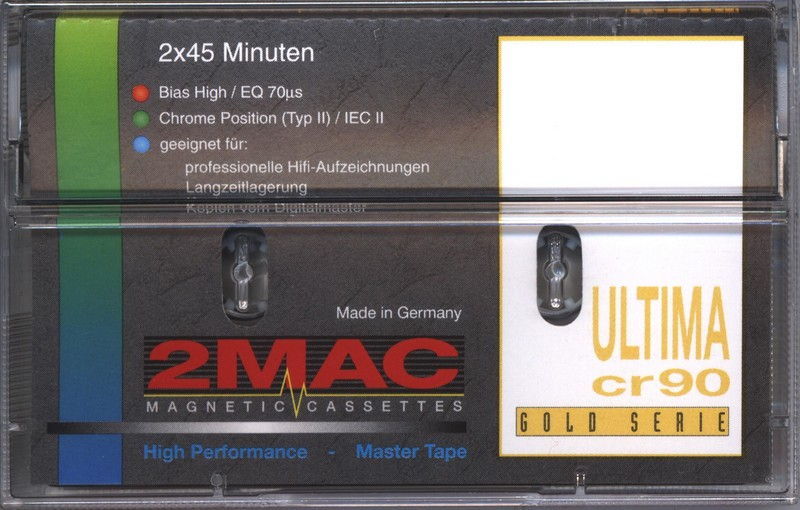 2x45 Minuten
Bias High / EQ 70µs
Chrome Position (Typ II) / IEC II
geeignet für:
professionelle Hifi-Aufzeichnungen
Langzeitlagerung
Kopien vom Digitalmaster
Made in Germany
2MAC
MAGNETIC CASSETTES
High Performance - Master Tape
ULTIMA
cr90
GOLD SERIE